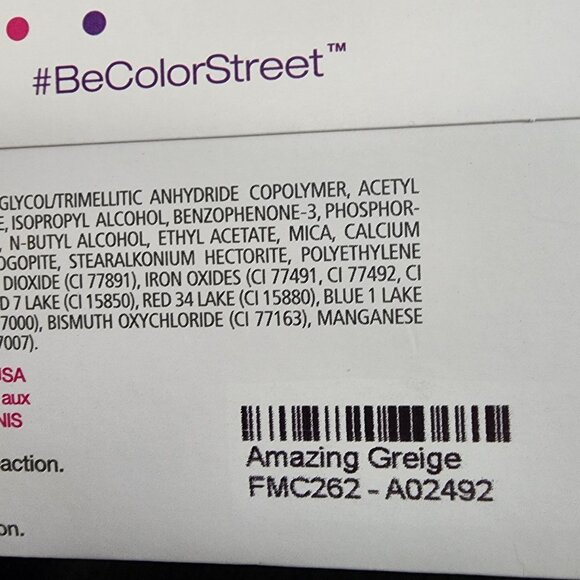 #BeColorStreet™
GLYCOL/TRIMELLITIC ANHYDRIDE COPOLYMER, ACETYL
E, ISOPROPYL ALCOHOL, BENZOPHENONE-3, PHOSPHOR-
, N-BUTYL ALCOHOL, ETHYL ACETATE, MICA, CALCIUM
OGOPITE, STEARALKONIUM HECTORITE, POLYETHYLENE
DIOXIDE (CI 77891), IRON OXIDES (CI 77491, CI 77492, CI
D 7 LAKE (CI 15850), RED 34 LAKE (CI 15880), BLUE 1 LAKE
7000), BISMUTH OXYCHLORIDE (CI 77163), MANGANESE
7007).
USA
aux
NIS
action.
on.
Amazing Greige
FMC262 - A02492